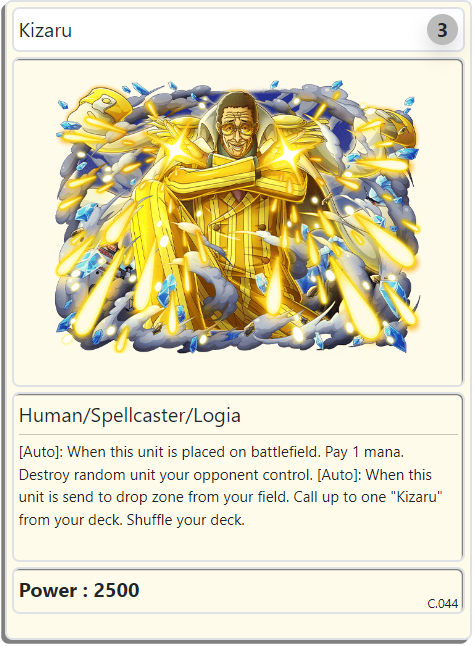 Kizaru
3
Human/Spellcaster/Logia
[Auto]: When this unit is placed on battlefield. Pay 1 mana.
Destroy random unit your opponent control. [Auto]: When this
unit is send to drop zone from your field. Call up to one "Kizaru"
from your deck. Shuffle your deck.
Power : 2500
C.044